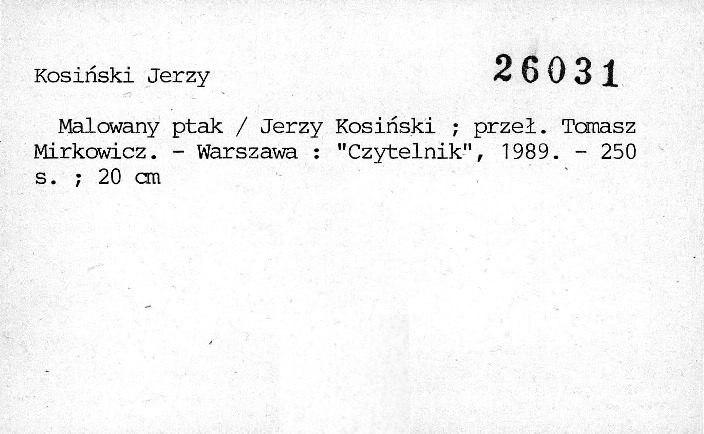 Kosiński Jerzy 26031
Malowany ptak / Jerzy Kosiński ; przeł. Tomasz
Mirkowicz. - Warszawa : "Czytelnik", 1989. - 250
s. ; 20 cm